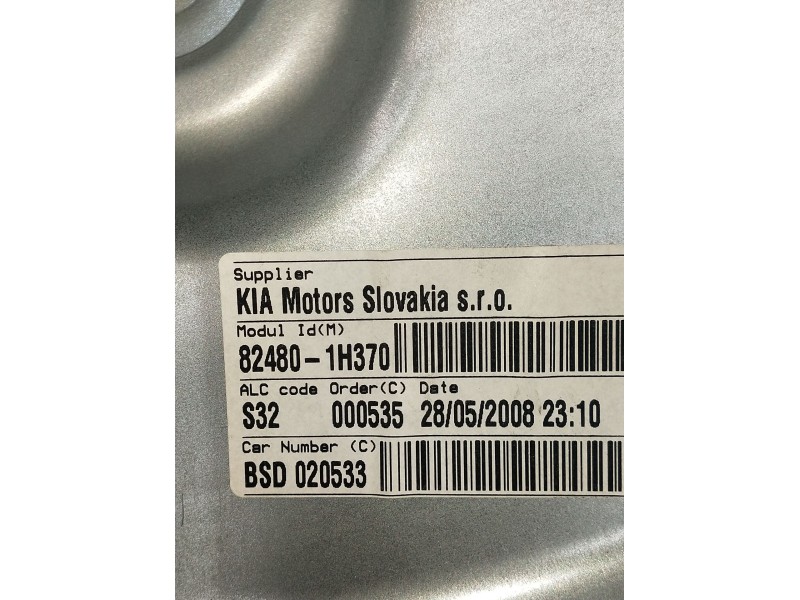 Supplier
KIA Motors Slovakia s.r.o.
Modul Id(M)
82480-1H370
ALC code Order(C) Date
S32 000535 28/05/2008 23:10
Car Number (C)
BSD 020533